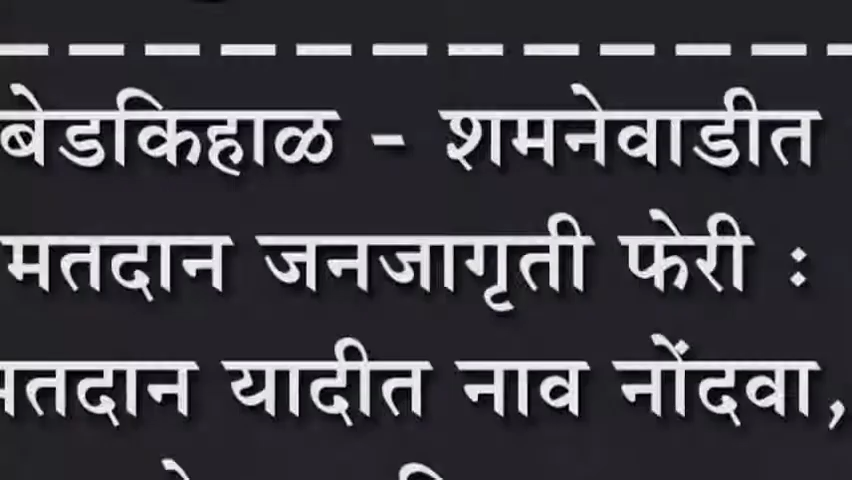 बेडकिहाळ - शमनेवाडीत
मतदान जनजागृती फेरी :
मतदान यादीत नाव नोंदवा,